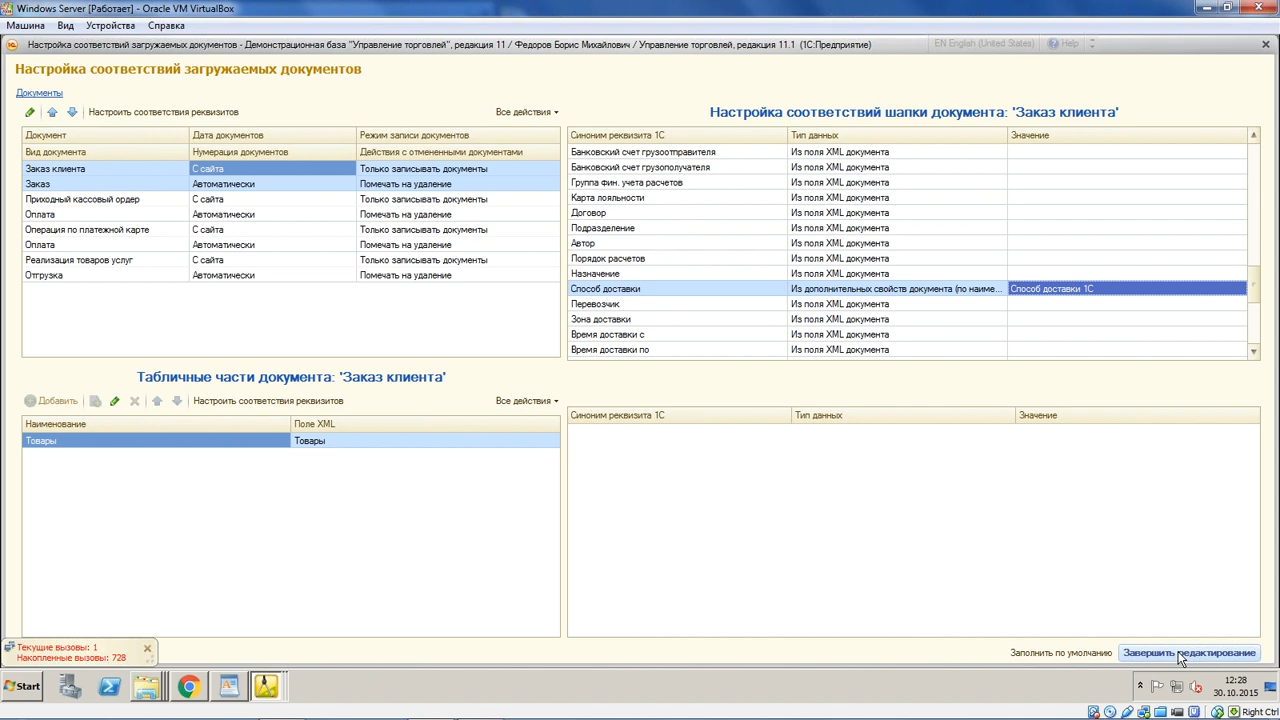 Windows Server [Работает] - Oracle VM VirtualBox
Машина Вид Устройства Справка
Настройка соответствий загружаемых документов - Демонстрационная база "Управление торговлей", редакция 11 / Федоров Борис Михайлович / Управление торговлей, редакция 11.1 (1С:Предприятие)
EN English (United States) Help
Настройка соответствий загружаемых документов
Документы
Настроить соответствия реквизитов Все действия
Документ Дата документов Режим записи документов
Вид документа Нумерация документов Действия с отмененными документами
Заказ клиента С сайта Только записывать документы
Заказ Автоматически Помечать на удаление
Приходный кассовый ордер С сайта Только записывать документы
Оплата Автоматически Помечать на удаление
Операция по платежной карте С сайта Только записывать документы
Оплата Автоматически Помечать на удаление
Реализация товаров услуг С сайта Только записывать документы
Отгрузка Автоматически Помечать на удаление
Настройка соответствий шапки документа: 'Заказ клиента'
Синоним реквизита 1С Тип данных Значение
Банковский счет грузоотправителя Из поля XML документа
Банковский счет грузополучателя Из поля XML документа
Группа фин. учета расчетов Из поля XML документа
Карта лояльности Из поля XML документа
Договор Из поля XML документа
Подразделение Из поля XML документа
Автор Из поля XML документа
Порядок расчетов Из поля XML документа
Назначение Из поля XML документа
Способ доставки Из дополнительных свойств документа (по наиме... Способ доставки 1С
Перевозчик Из поля XML документа
Зона доставки Из поля XML документа
Время доставки с Из поля XML документа
Время доставки по Из поля XML документа
Табличные части документа: 'Заказ клиента'
Добавить Настроить соответствия реквизитов Все действия
Наименование Поле XML
Товары Товары
Синоним реквизита 1С Тип данных Значение
Текущие вызовы: 1
Накопленные вызовы: 728
Заполнить по умолчанию Завершить редактирование
Start
12:28
30.10.2015
Right Ctrl